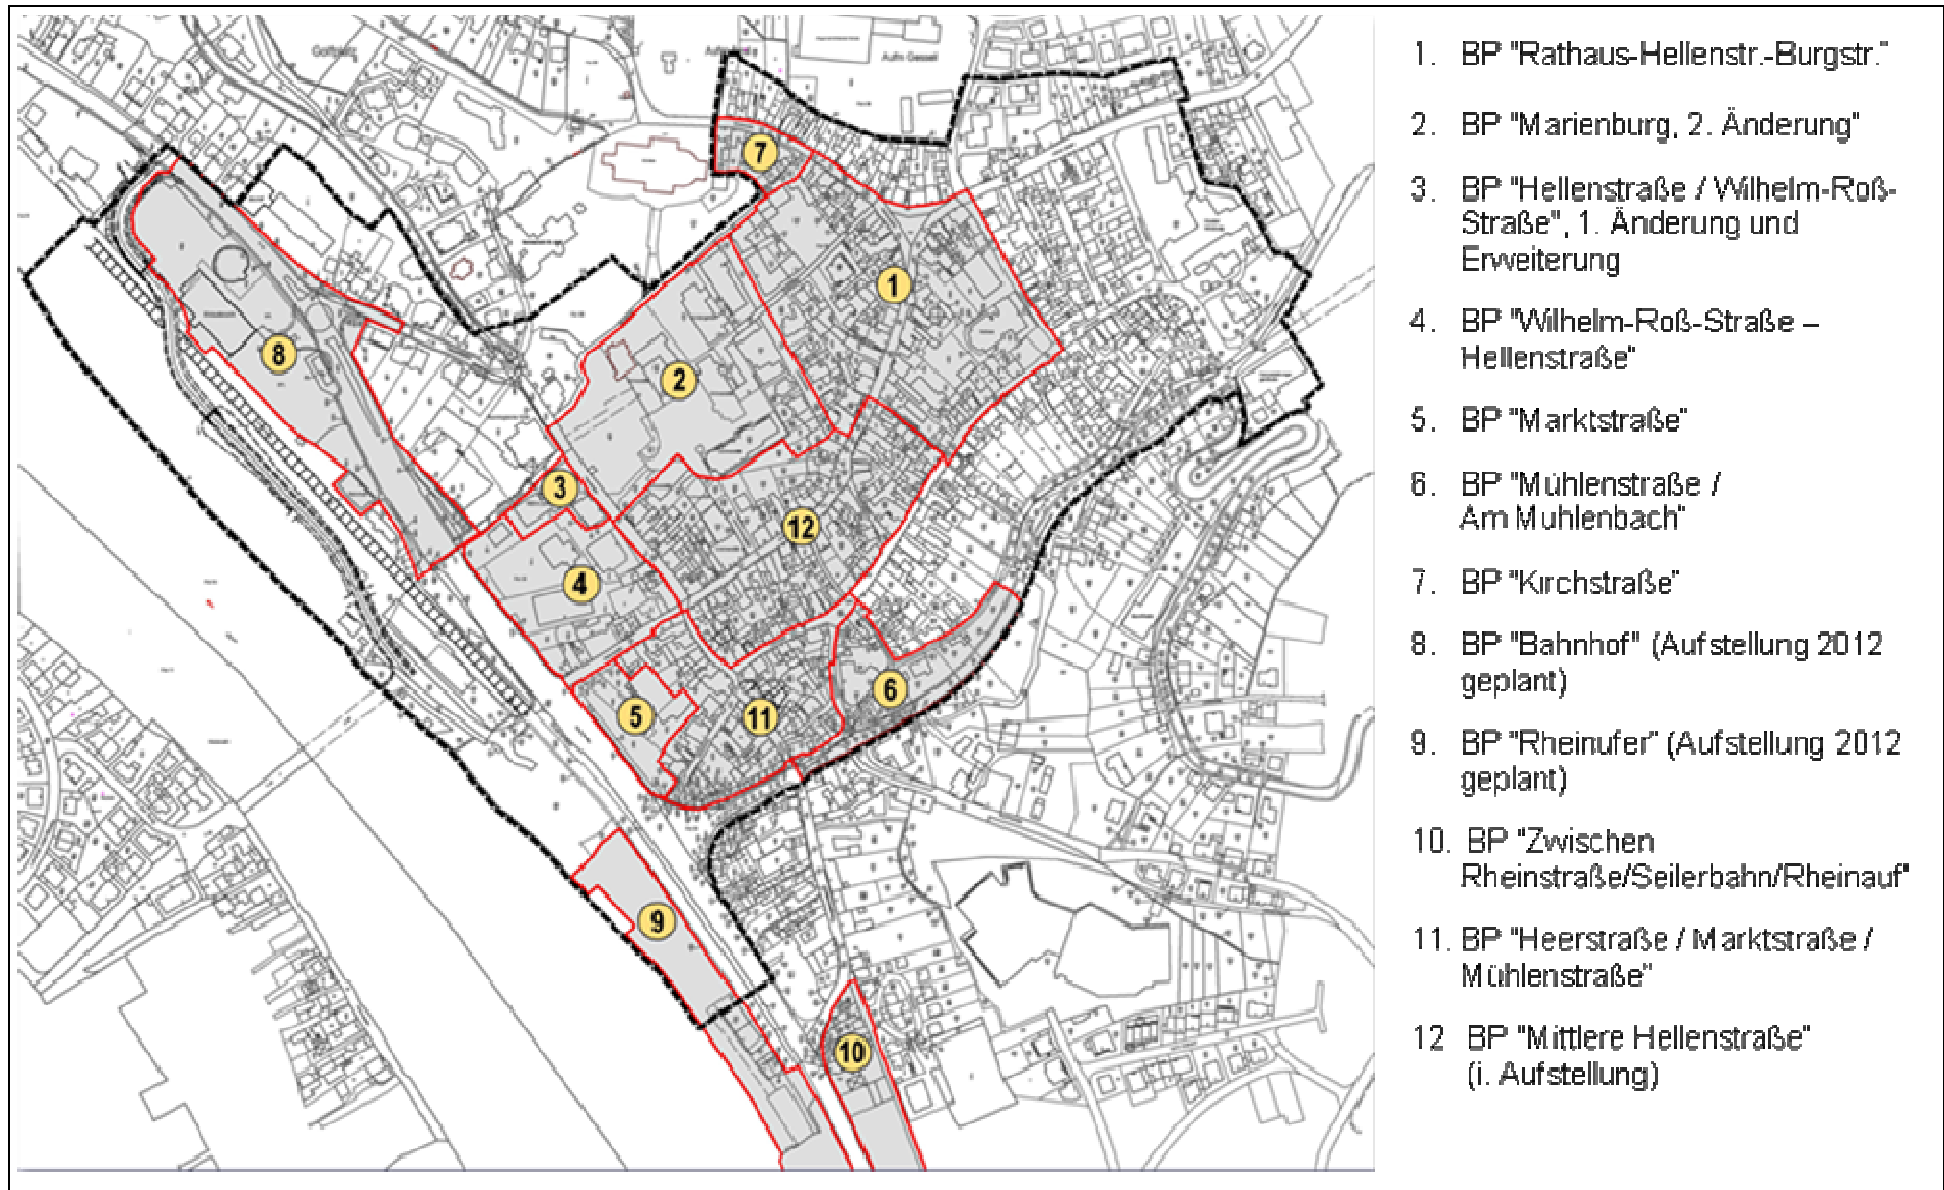 1. BP "Rathaus-Hellenstr.-Burgstr."
2. BP "Marienburg, 2. Änderung"
3. BP "Hellenstraße / Wilhelm-Roß-
Straße", 1. Änderung und
Erweiterung
4. BP "Wilhelm-Roß-Straße –
Hellenstraße"
5. BP "Marktstraße"
6. BP "Mühlenstraße /
Am Muhlenbach"
7. BP "Kirchstraße"
8. BP "Bahnhof" (Aufstellung 2012
geplant)
9. BP "Rheinufer" (Aufstellung 2012
geplant)
10. BP "Zwischen
Rheinstraße/Seilerbahn/Rheinauf"
11. BP "Heerstraße / Marktstraße /
Mühlenstraße"
12 BP "Mittlere Hellenstraße"
(i. Aufstellung)
7
1
8
2
3
12
4
6
5
11
9
10